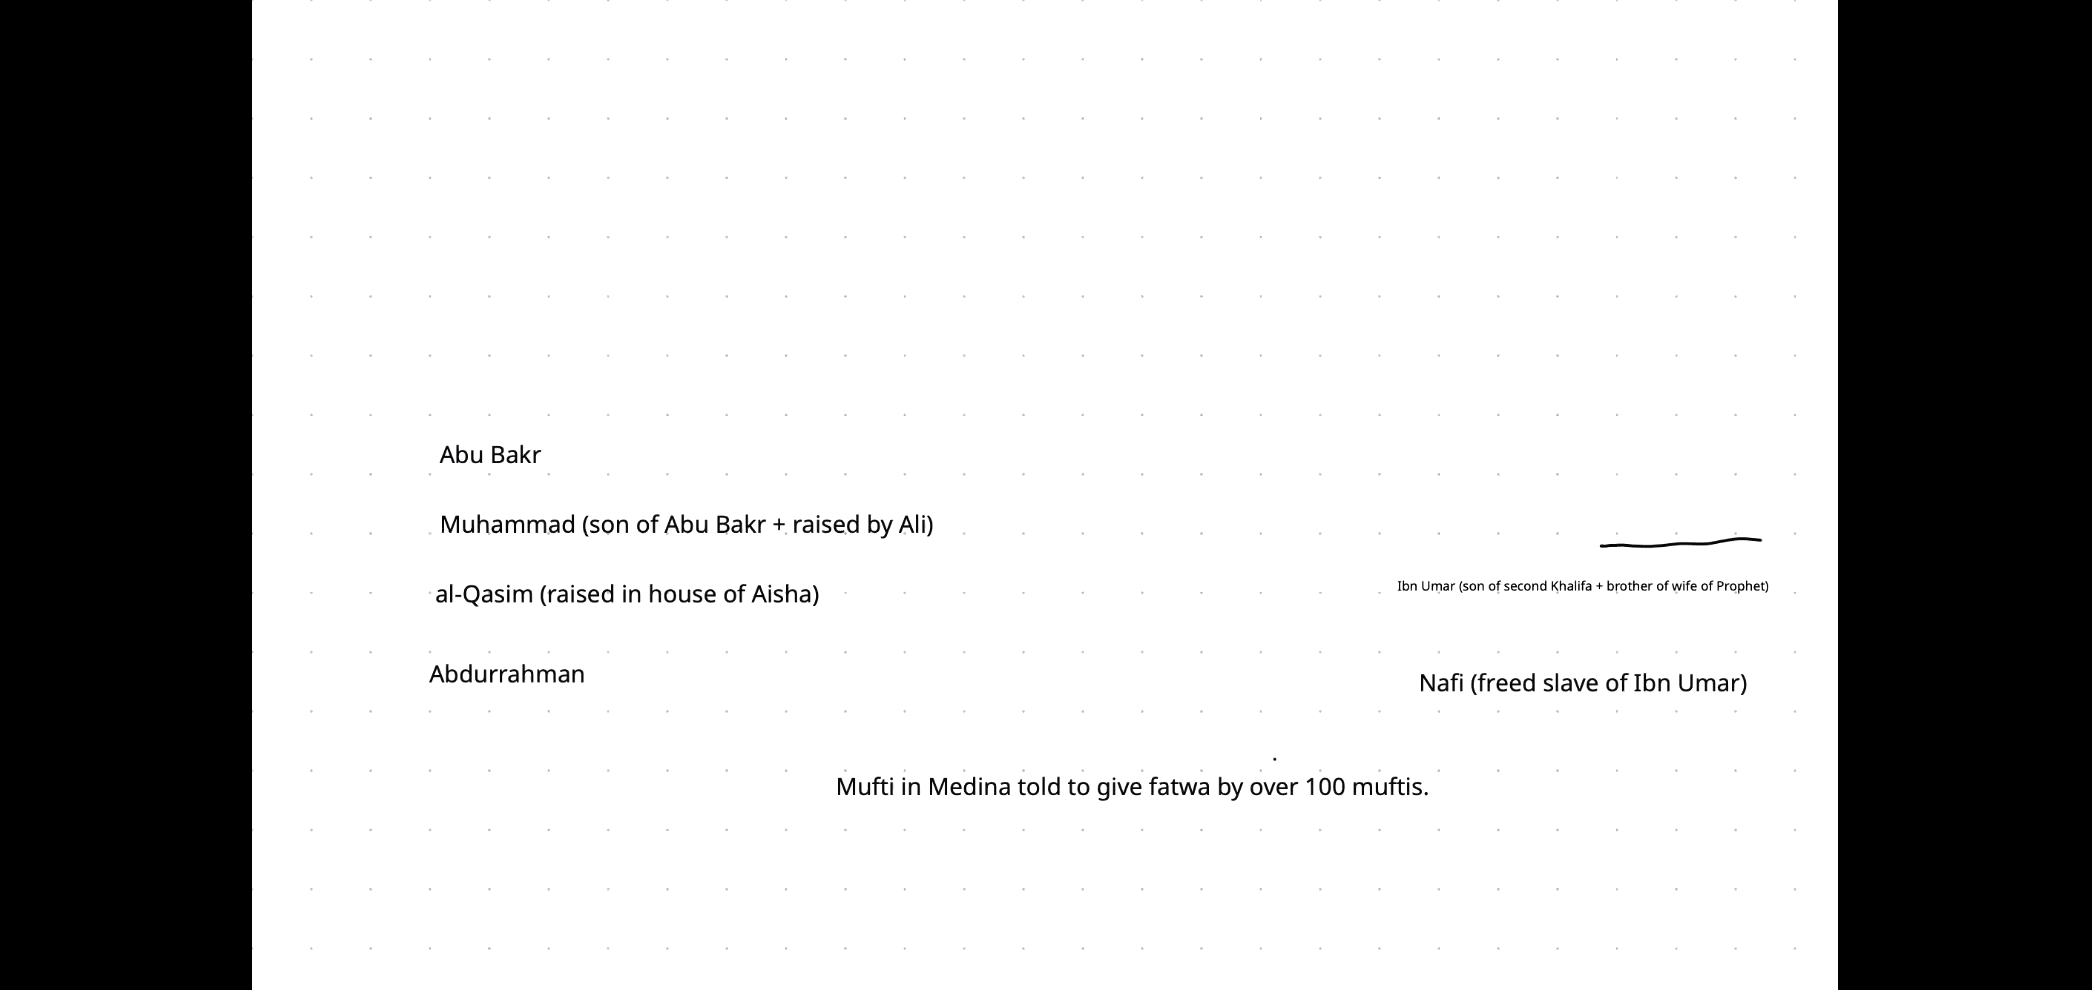 Abu Bakr
Muhammad (son of Abu Bakr + raised by Ali)
al-Qasim (raised in house of Aisha)
Ibn Umar (son of second Khalifa + brother of wife of Prophet)
Abdurrahman
Nafi (freed slave of Ibn Umar)
Mufti in Medina told to give fatwa by over 100 muftis.